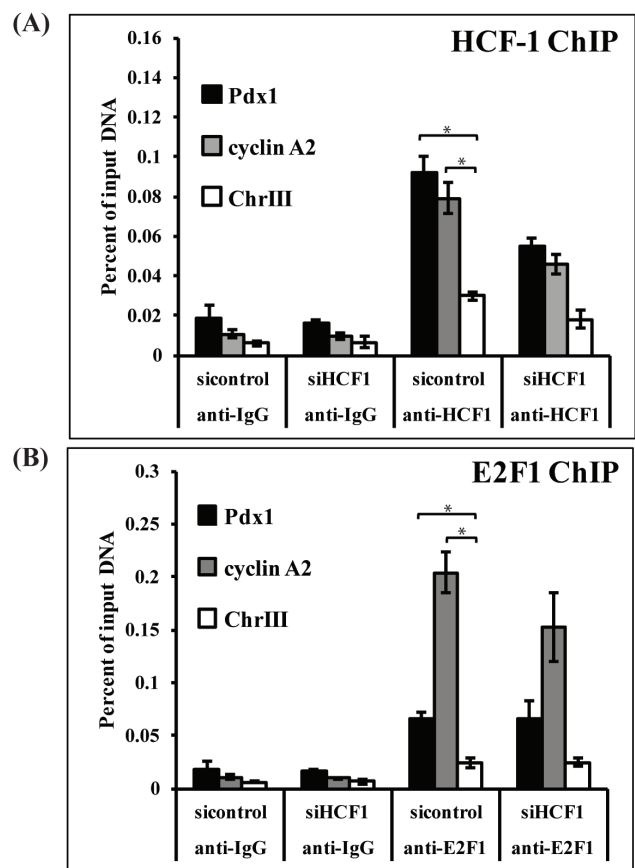 (A)
HCF-1 ChIP
Percent of input DNA
0.16
0.14
0.12
0.1
0.08
0.06
0.04
0.02
0
Pdx1
cyclin A2
ChrIII
*
*
sicontrol siHCF1 sicontrol siHCF1
anti-IgG anti-IgG anti-HCF1 anti-HCF1
(B)
E2F1 ChIP
Percent of input DNA
0.3
0.25
0.2
0.15
0.1
0.05
0
Pdx1
cyclin A2
ChrIII
*
*
sicontrol siHCF1 sicontrol siHCF1
anti-IgG anti-IgG anti-E2F1 anti-E2F1